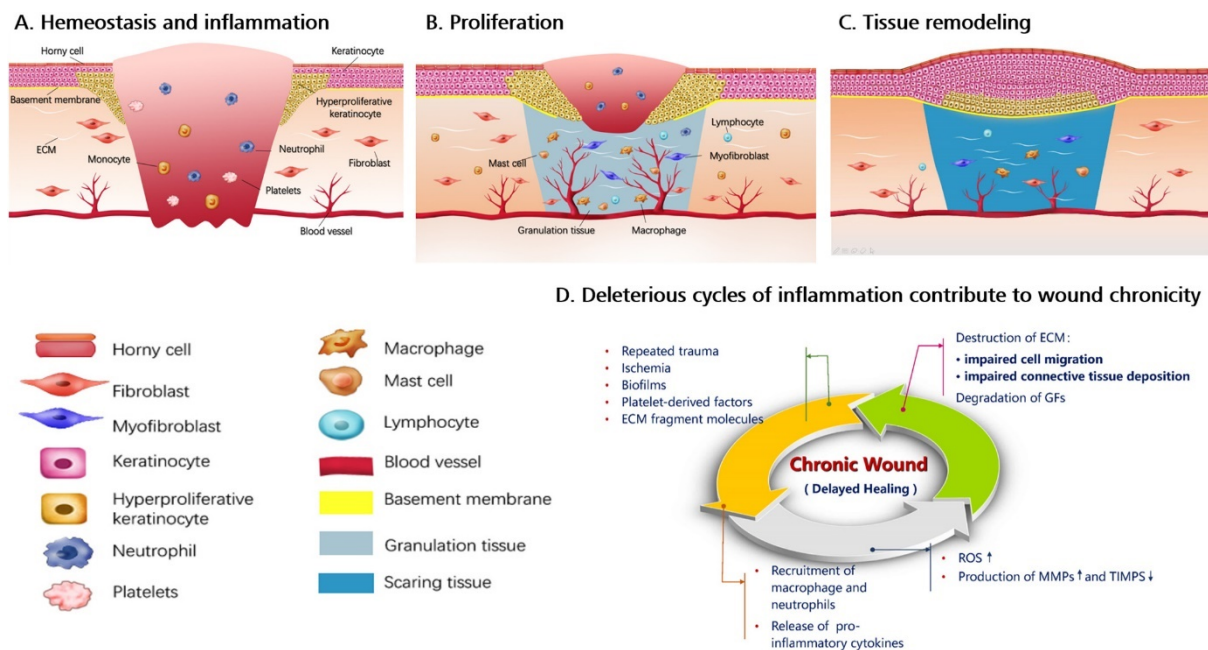 A. Hemeostasis and inflammation
Horny cell
Keratinocyte
Basement membrane
Hyperproliferative
keratinocyte
ECM
Monocyte
Neutrophil
Fibroblast
Platelets
Blood vessel
B. Proliferation
Lymphocyte
Mast cell
Myofibroblast
Granulation tissue
Macrophage
C. Tissue remodeling
Horny cell
Fibroblast
Myofibroblast
Keratinocyte
Hyperproliferative
keratinocyte
Neutrophil
Platelets
Macrophage
Mast cell
Lymphocyte
Blood vessel
Basement membrane
Granulation tissue
Scaring tissue
D. Deleterious cycles of inflammation contribute to wound chronicity
• Repeated trauma
• Ischemia
• Biofilms
• Platelet-derived factors
• ECM fragment molecules
Destruction of ECM:
• impaired cell migration
• impaired connective tissue deposition
Degradation of GFs
Chronic Wound
( Delayed Healing )
• ROS ↑
• Production of MMPs ↑ and TIMPS ↓
• Recruitment of
macrophage and
neutrophils
• Release of pro-
inflammatory cytokines